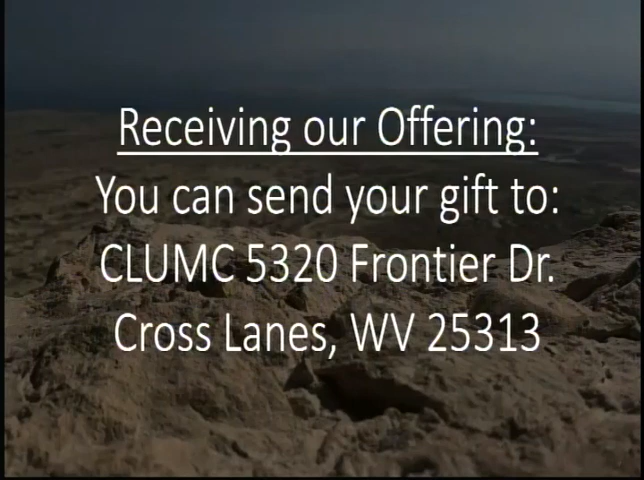 Receiving our Offering:
You can send your gift to:
CLUMC 5320 Frontier Dr.
Cross Lanes, WV 25313